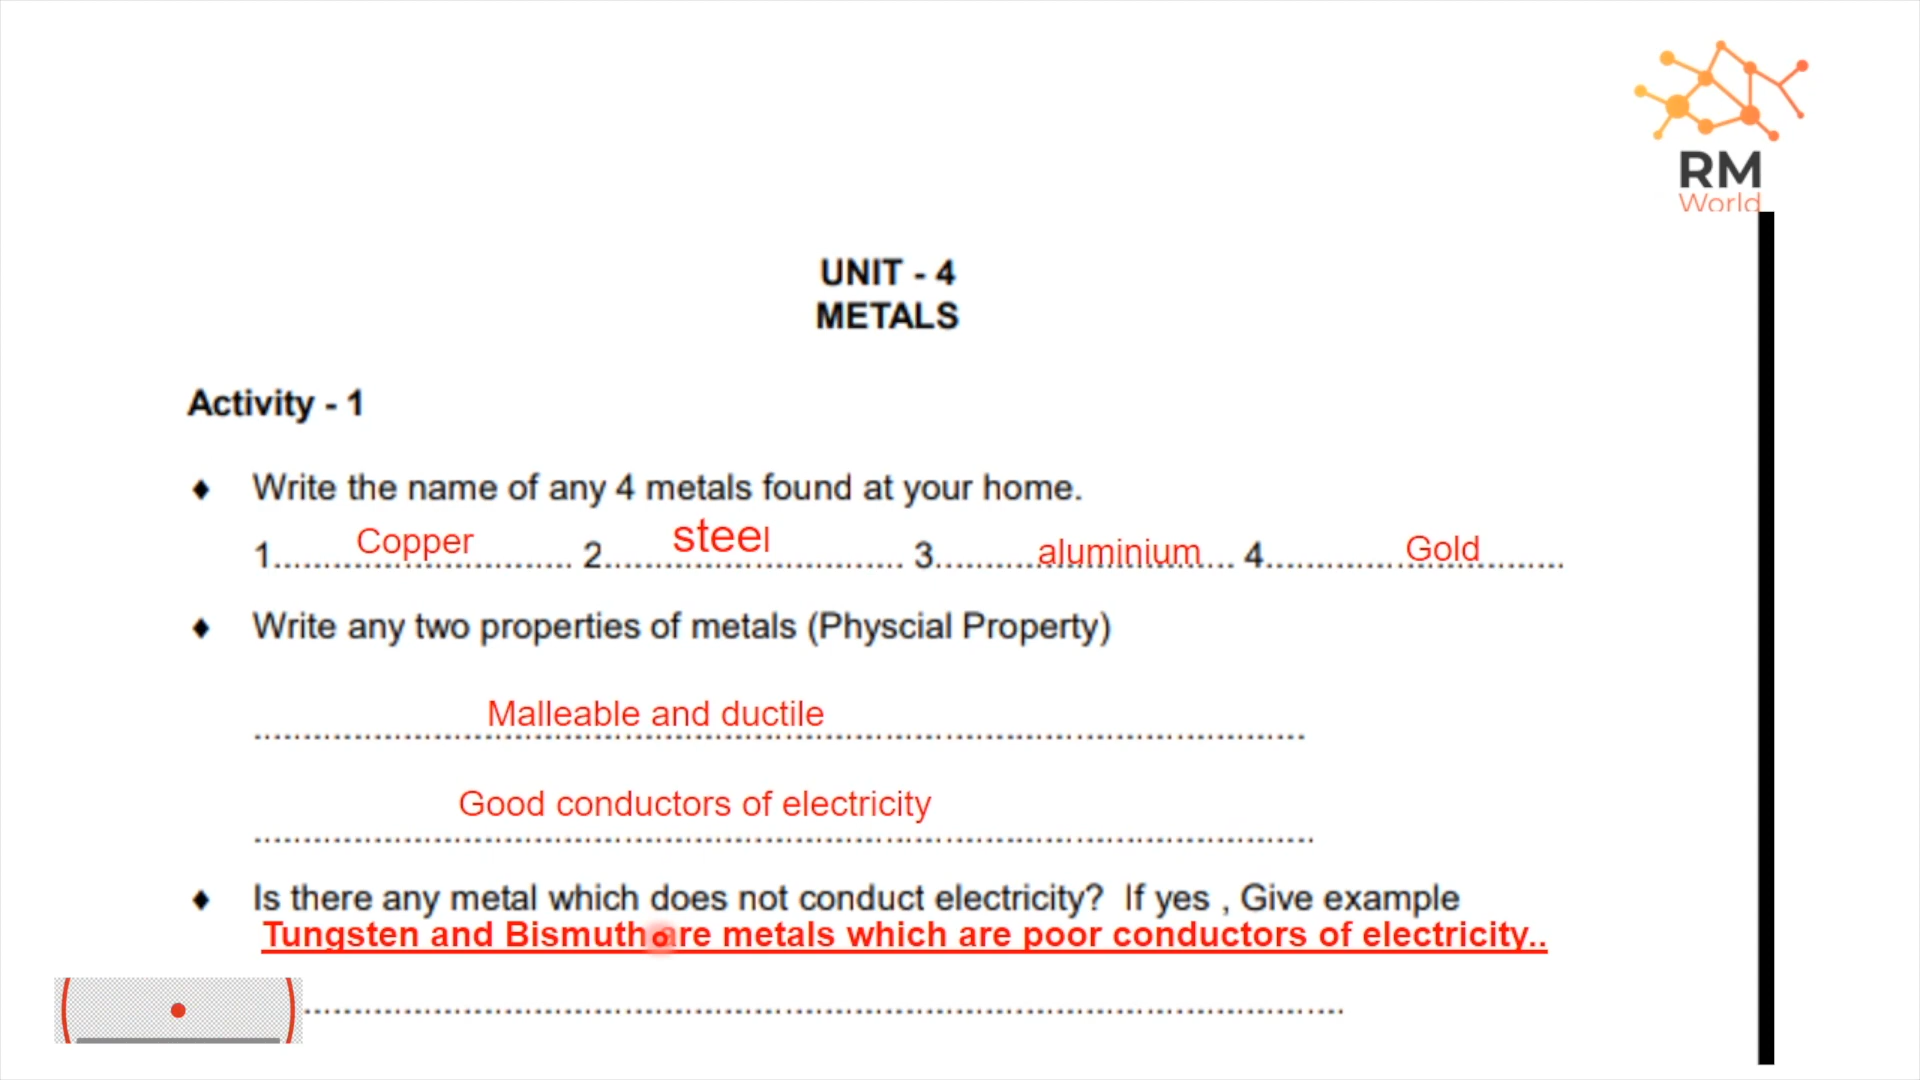 RM
World
UNIT - 4
METALS
Activity - 1
♦ Write the name of any 4 metals found at your home.
1.............Copper............. 2.............steel............. 3.............aluminium.... 4.............Gold.............
♦ Write any two properties of metals (Physcial Property)
Malleable and ductile
Good conductors of electricity
♦ Is there any metal which does not conduct electricity? If yes , Give example
Tungsten and Bismuth are metals which are poor conductors of electricity..